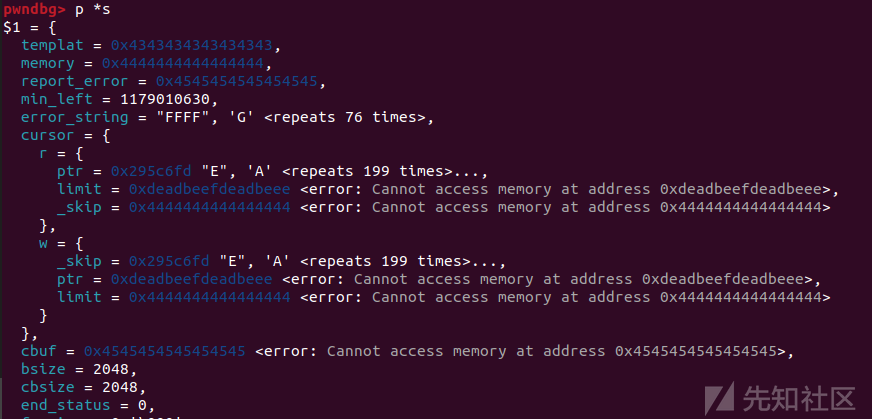 pwndbg> p *s
$1 = {
  templat = 0x4343434343434343,
  memory = 0x4444444444444444,
  report_error = 0x4545454545454545,
  min_left = 1179010630,
  error_string = "FFFF", 'G' <repeats 76 times>,
  cursor = {
    r = {
      ptr = 0x295c6fd "E", 'A' <repeats 199 times>...,
      limit = 0xdeadbeefdeadbeee <error: Cannot access memory at address 0xdeadbeefdeadbeee>,
      _skip = 0x4444444444444444 <error: Cannot access memory at address 0x4444444444444444>
    },
    w = {
      _skip = 0x295c6fd "E", 'A' <repeats 199 times>...,
      ptr = 0xdeadbeefdeadbeee <error: Cannot access memory at address 0xdeadbeefdeadbeee>,
      limit = 0x4444444444444444 <error: Cannot access memory at address 0x4444444444444444>
    }
  },
  cbuf = 0x4545454545454545 <error: Cannot access memory at address 0x4545454545454545>,
  bsize = 2048,
  cbsize = 2048,
  end_status = 0,
先知社区